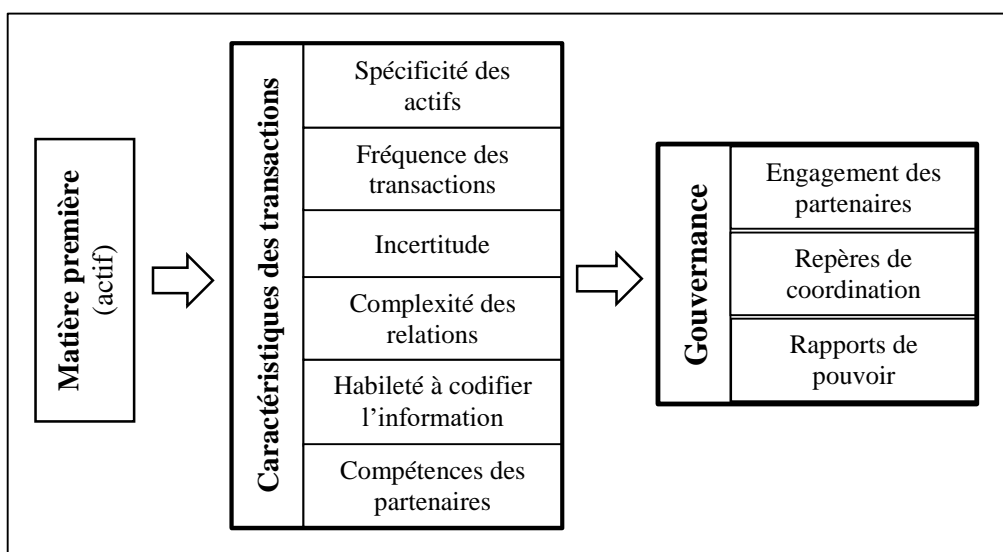 Matière première
(actif)
Caractéristiques des transactions
Spécificité des
actifs
Fréquence des
transactions
Incertitude
Complexité des
relations
Habileté à codifier
l’information
Compétences des
partenaires
Gouvernance
Engagement des
partenaires
Repères de
coordination
Rapports de
pouvoir